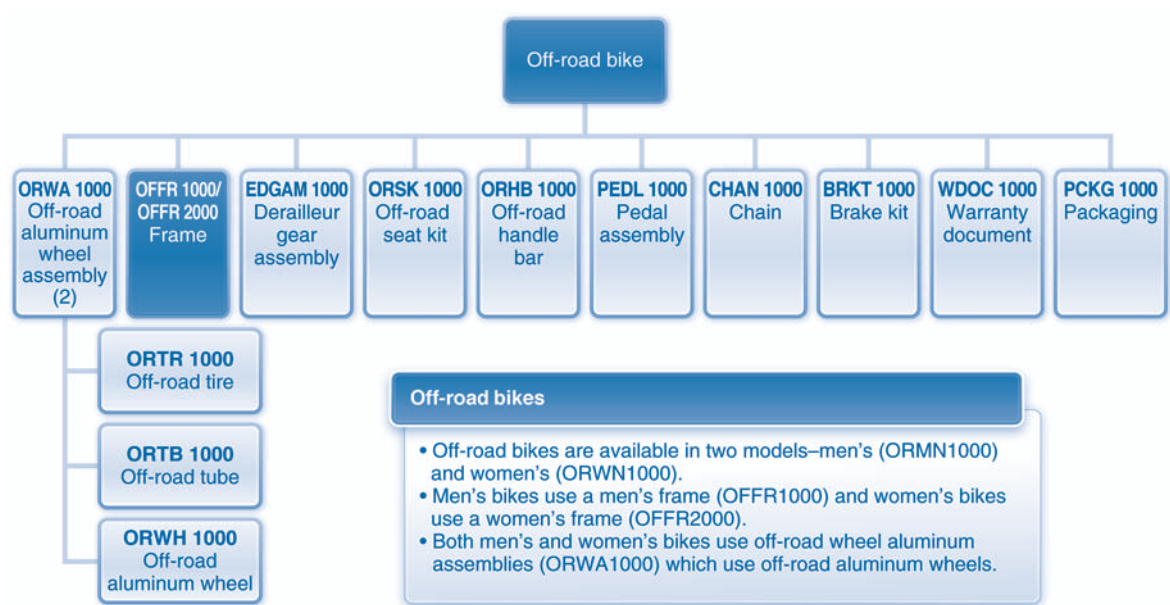 Off-road bike
ORWA 1000
Off-road
aluminum
wheel
assembly
(2)
OFFR 1000/
OFFR 2000
Frame
EDGAM 1000
Derailleur
gear
assembly
ORSK 1000
Off-road
seat kit
ORHB 1000
Off-road
handle
bar
PEDL 1000
Pedal
assembly
CHAN 1000
Chain
BRKT 1000
Brake kit
WDOC 1000
Warranty
document
PCKG 1000
Packaging
ORTR 1000
Off-road tire
ORTB 1000
Off-road tube
ORWH 1000
Off-road
aluminum wheel
Off-road bikes
• Off-road bikes are available in two models–men’s (ORMN1000)
and women’s (ORWN1000).
• Men’s bikes use a men’s frame (OFFR1000) and women’s bikes
use a women’s frame (OFFR2000).
• Both men’s and women’s bikes use off-road wheel aluminum
assemblies (ORWA1000) which use off-road aluminum wheels.